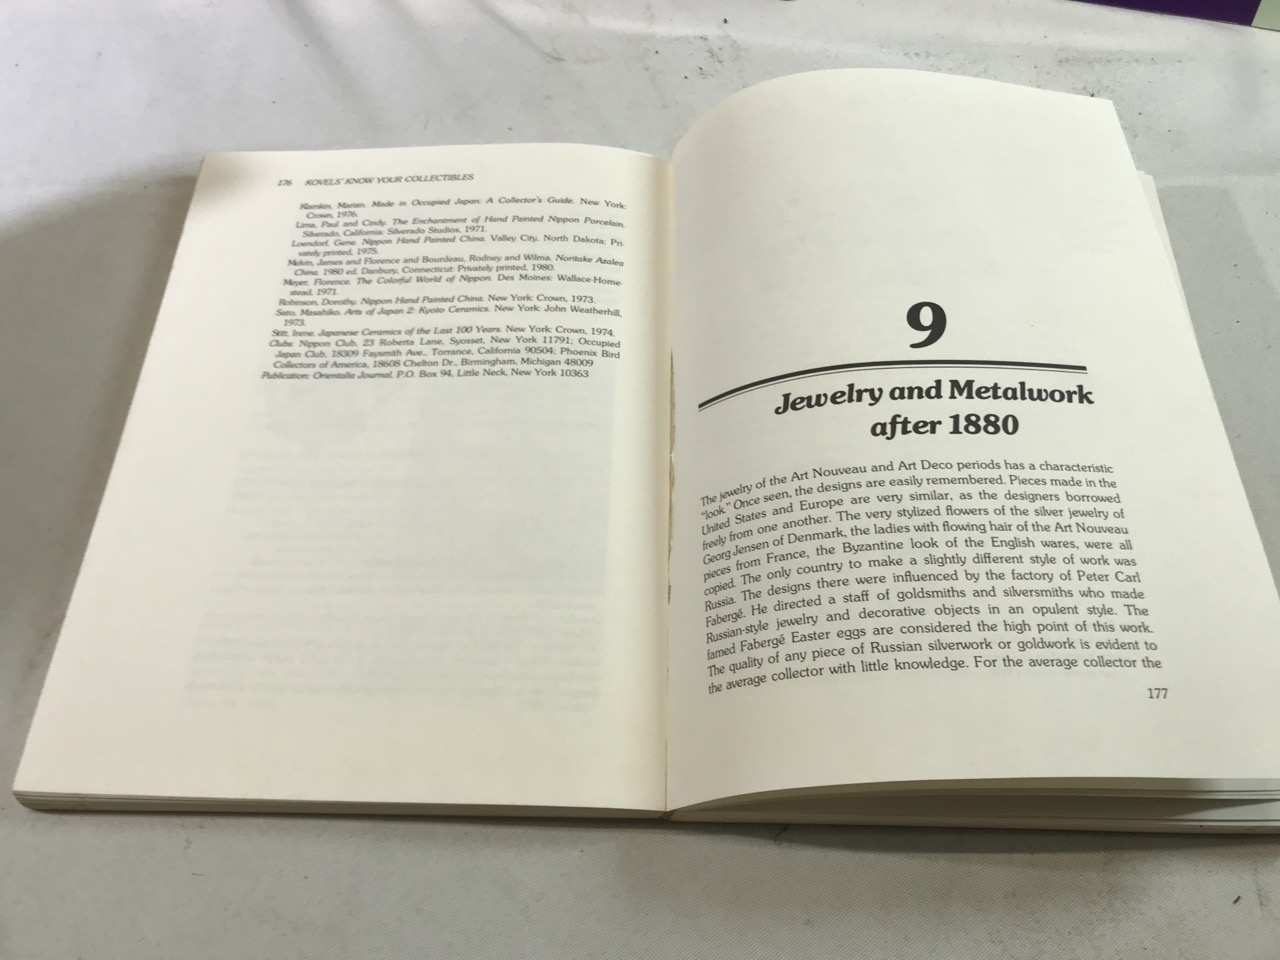 176 KOVELS' KNOW YOUR COLLECTIBLES
Klamkin, Marian. Made in Occupied Japan: A Collector's Guide. New York:
Crown, 1976.
Lima, Paul and Cindy. The Enchantment of Hand Painted Nippon Porcelain.
Silverado, California: Silverado Studios, 1971.
Loendorf, Gene. Nippon Hand Painted China. Valley City, North Dakota: Pri-
vately printed, 1975.
Melvin, James and Florence and Bourdeau, Rodney and Wilma. Noritake Azalea
China. 1980 ed. Danbury, Connecticut: Privately printed, 1980.
Meyer, Florence. The Colorful World of Nippon. Des Moines: Wallace-Home-
stead, 1971.
Robinson, Dorothy. Nippon Hand Painted China. New York: Crown, 1973.
Sato, Masahiko. Arts of Japan 2: Kyoto Ceramics. New York: John Weatherhill,
1973.
Stitt, Irene. Japanese Ceramics of the Last 100 Years. New York: Crown, 1974.
Clubs: Nippon Club, 23 Roberta Lane, Syosset, New York 11791; Occupied
Japan Club, 18309 Faysmith Ave., Torrance, California 90504; Phoenix Bird
Collectors of America, 18608 Chelton Dr., Birmingham, Michigan 48009
Publication: Orientalia Journal, P.O. Box 94, Little Neck, New York 10363
9
Jewelry and Metalwork
after 1880
The jewelry of the Art Nouveau and Art Deco periods has a characteristic
"look." Once seen, the designs are easily remembered. Pieces made in the
United States and Europe are very similar, as the designers borrowed
freely from one another. The very stylized flowers of the silver jewelry of
Georg Jensen of Denmark, the ladies with flowing hair of the Art Nouveau
pieces from France, the Byzantine look of the English wares, were all
copied. The only country to make a slightly different style of work was
Russia. The designs there were influenced by the factory of Peter Carl
Fabergé. He directed a staff of goldsmiths and silversmiths who made
Russian-style jewelry and decorative objects in an opulent style. The
famed Fabergé Easter eggs are considered the high point of this work.
The quality of any piece of Russian silverwork or goldwork is evident to
the average collector with little knowledge. For the average collector the
177